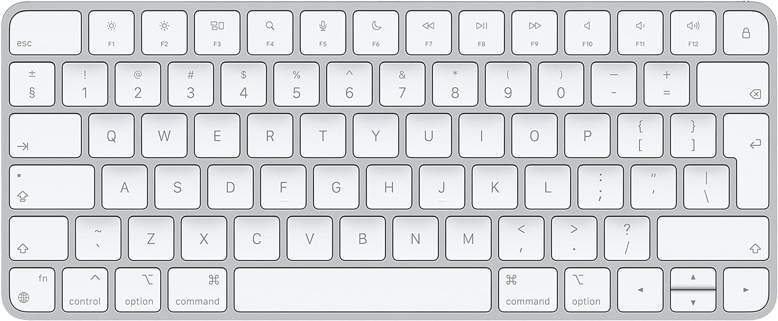 esc F1 F2 F3 F4 F5 F6 F7 F8 F9 F10 F11 F12
± ! @ # $ % ^ & * ( ) — +
§ 1 2 3 4 5 6 7 8 9 0 - =
Q W E R T Y U I O P { }
[ ]
A S D F G H J K L : " |
; ' \
~ Z X C V B N M < > ?
` , . /
fn
control option command command option